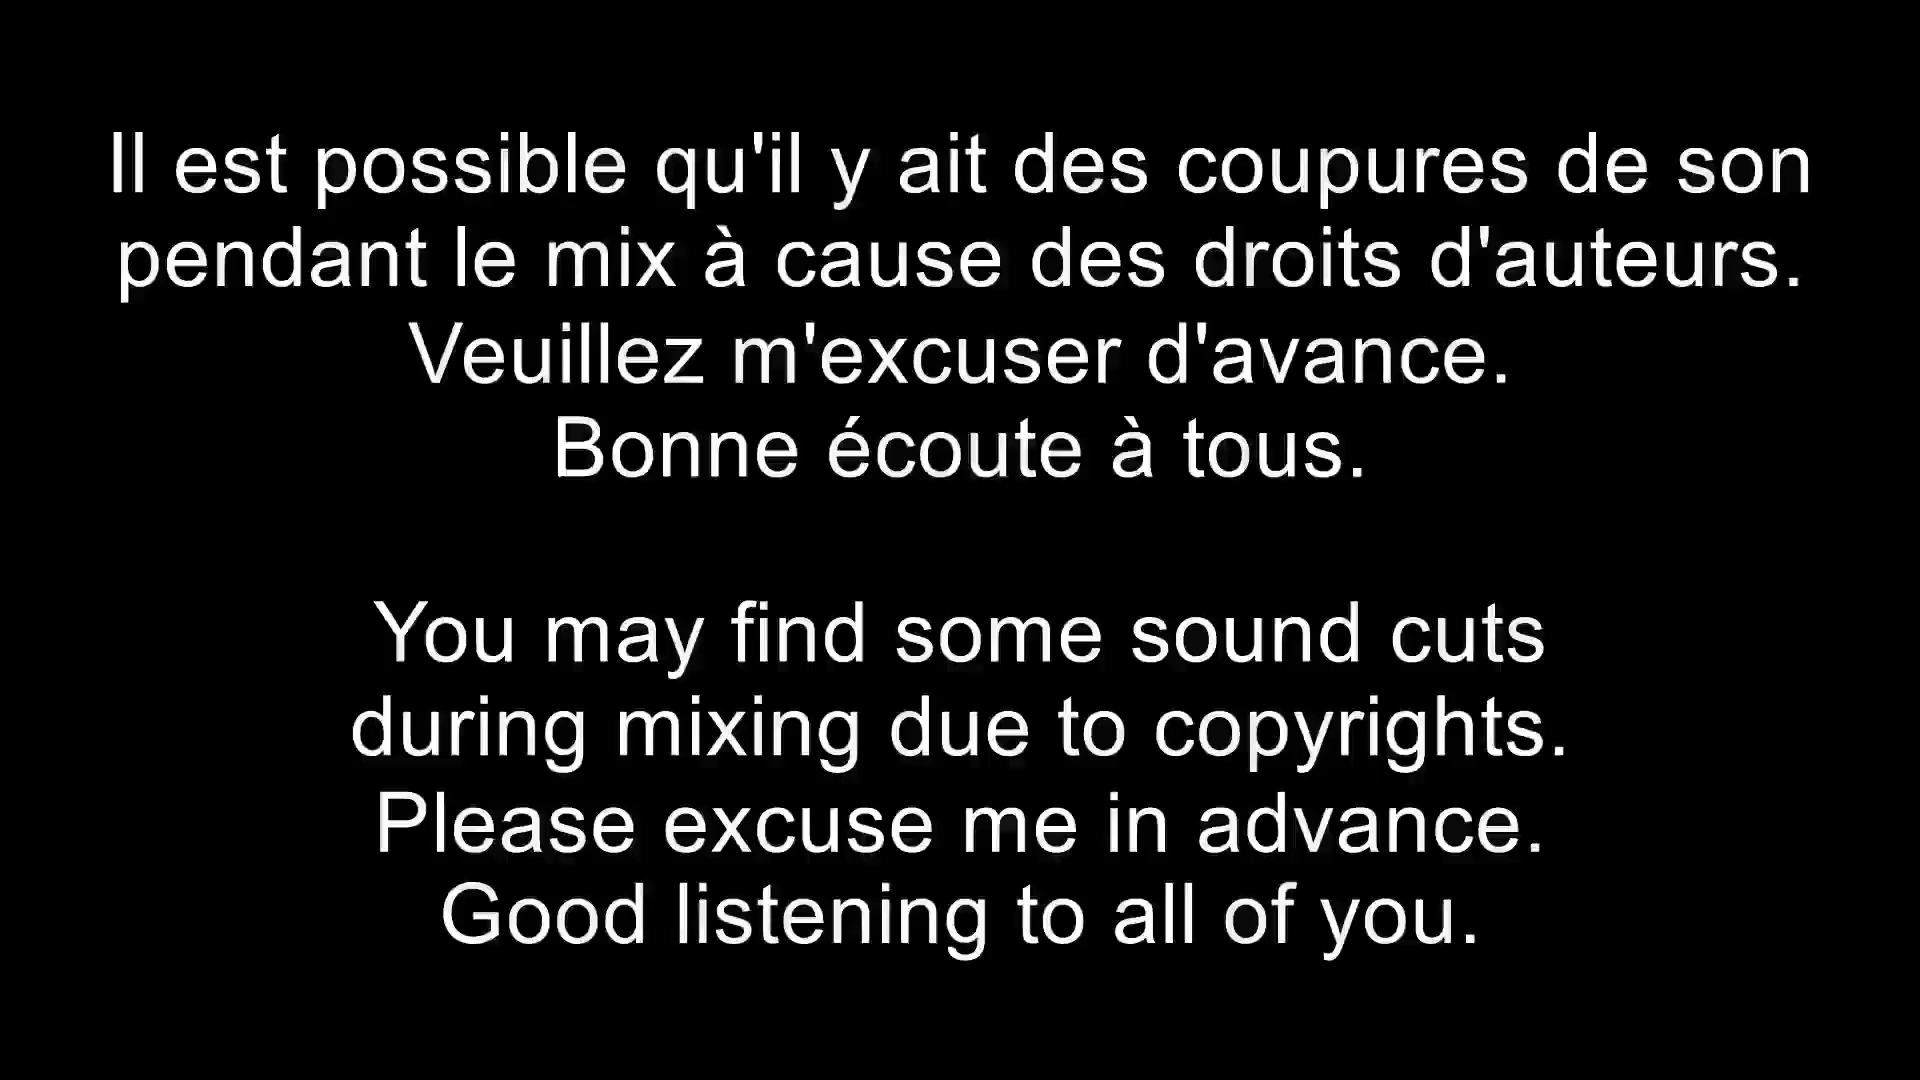 Il est possible qu'il y ait des coupures de son
pendant le mix à cause des droits d'auteurs.
Veuillez m'excuser d'avance.
Bonne écoute à tous.
You may find some sound cuts
during mixing due to copyrights.
Please excuse me in advance.
Good listening to all of you.